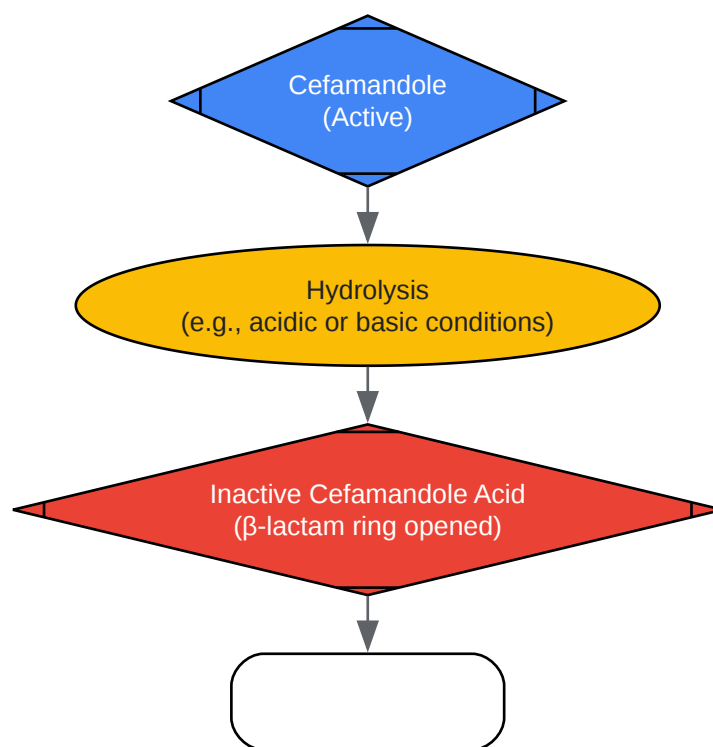 Cefamandole
(Active)
Hydrolysis
(e.g., acidic or basic conditions)
Inactive Cefamandole Acid
(β-lactam ring opened)